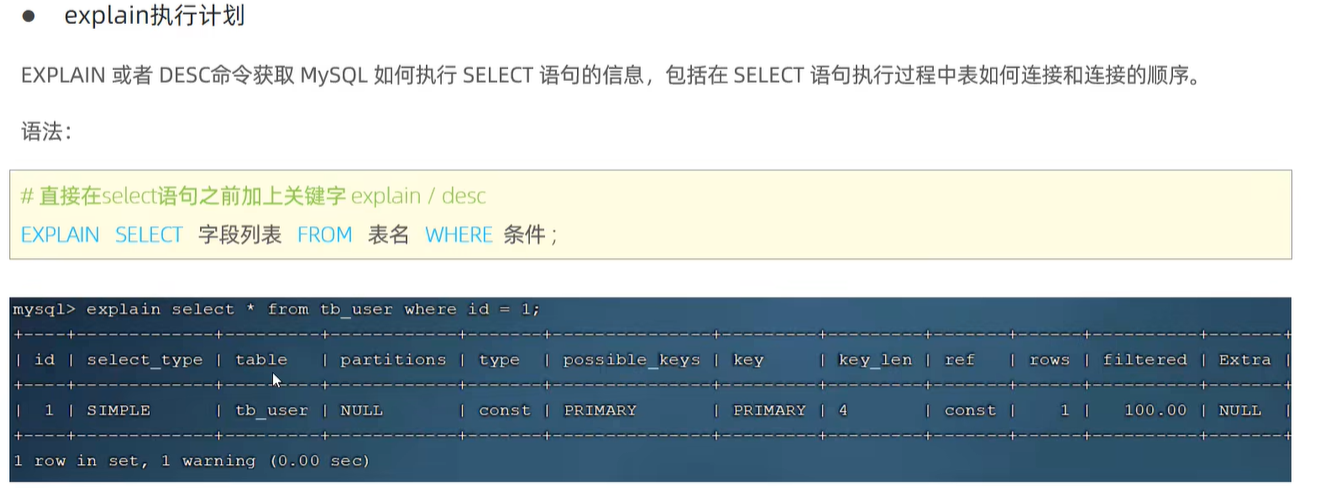 ● explain执行计划
EXPLAIN 或者 DESC命令获取 MySQL 如何执行 SELECT 语句的信息，包括在 SELECT 语句执行过程中表如何连接和连接的顺序。
语法：
# 直接在select语句之前加上关键字 explain / desc
EXPLAIN SELECT 字段列表 FROM 表名 WHERE 条件 ;
mysql> explain select * from tb_user where id = 1;
+----+-------------+---------+------------+-------+---------------+---------+---------+-------+------+----------+-------+
| id | select_type | table | partitions | type | possible_keys | key | key_len | ref | rows | filtered | Extra |
+----+-------------+---------+------------+-------+---------------+---------+---------+-------+------+----------+-------+
| 1 | SIMPLE | tb_user | NULL | const | PRIMARY | PRIMARY | 4 | const | 1 | 100.00 | NULL |
+----+-------------+---------+------------+-------+---------------+---------+---------+-------+------+----------+-------+
1 row in set, 1 warning (0.00 sec)